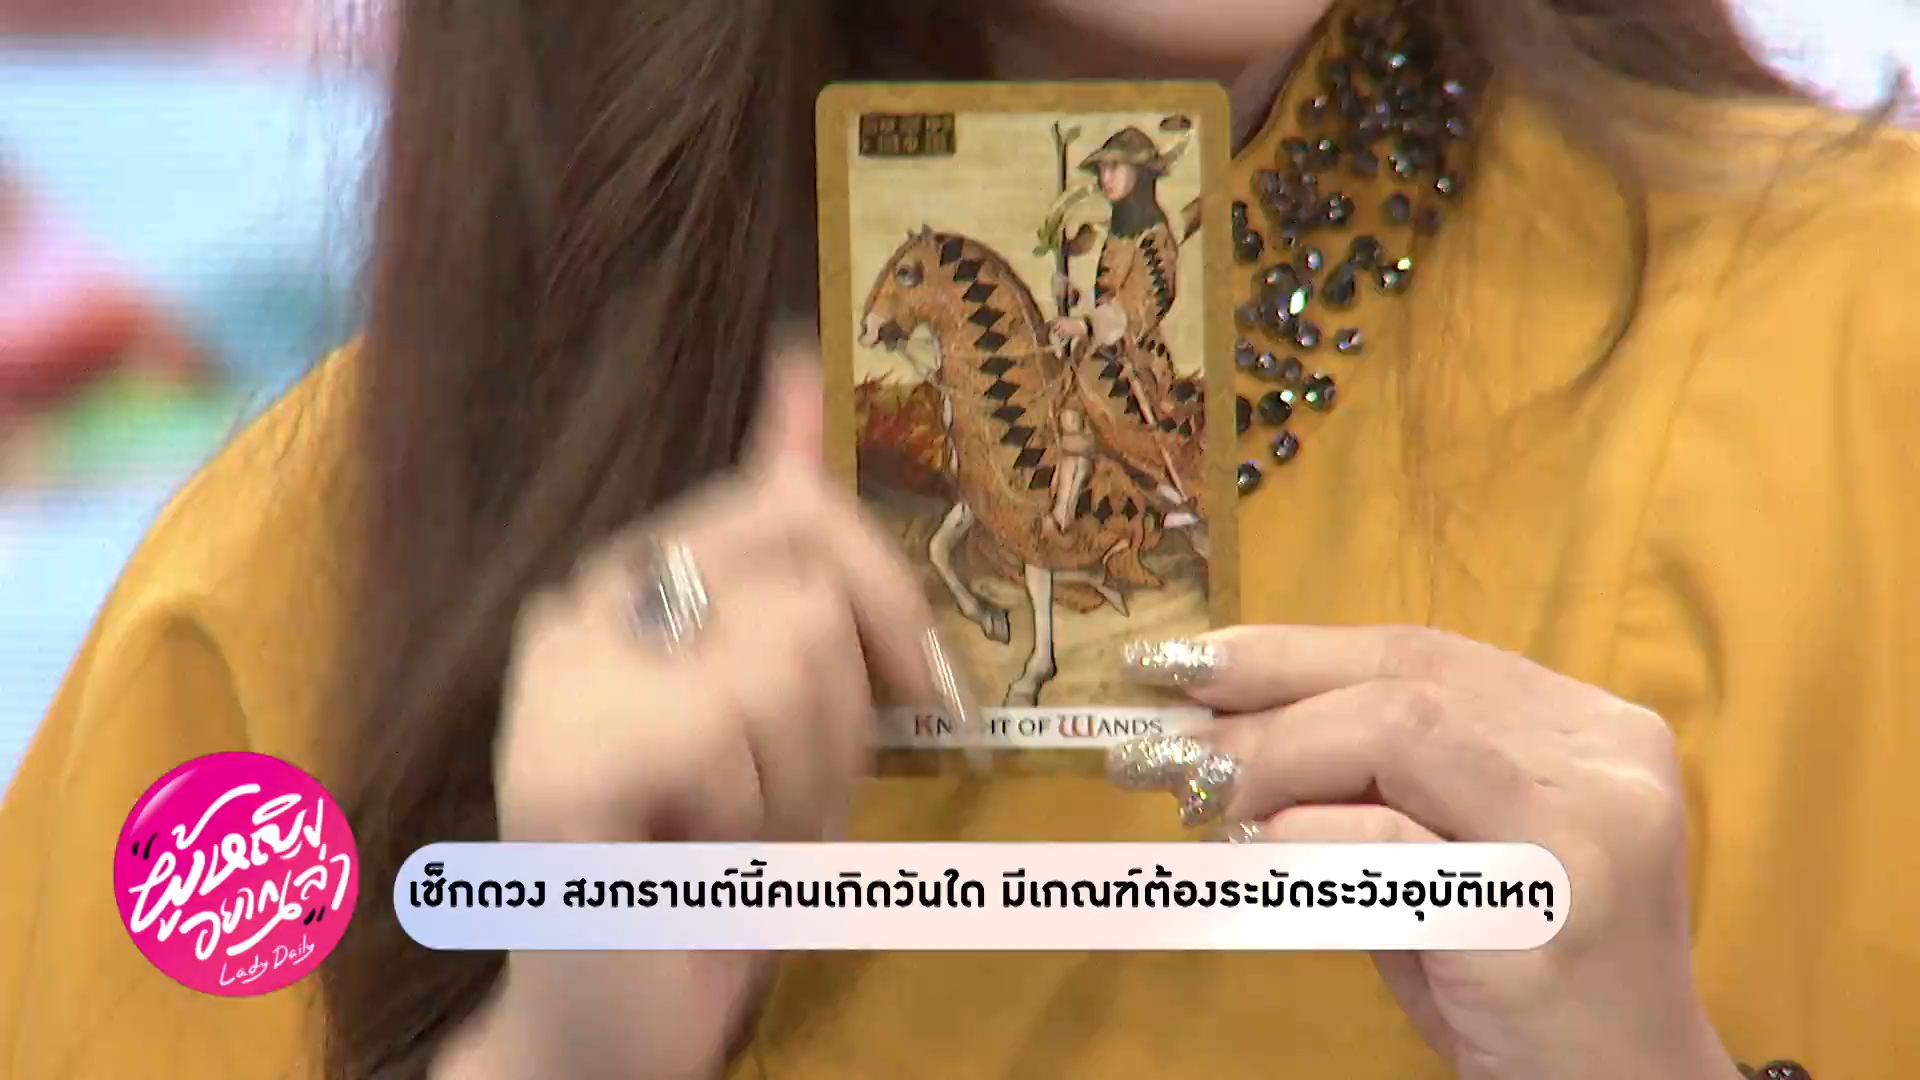 KNIGHT OF WANDS
"ผู้หญิง
อยากเล่า"
Lady Daily
เช็กดวง สงกรานต์นี้คนเกิดวันใด มีเกณฑ์ต้องระมัดระวังอุบัติเหตุ